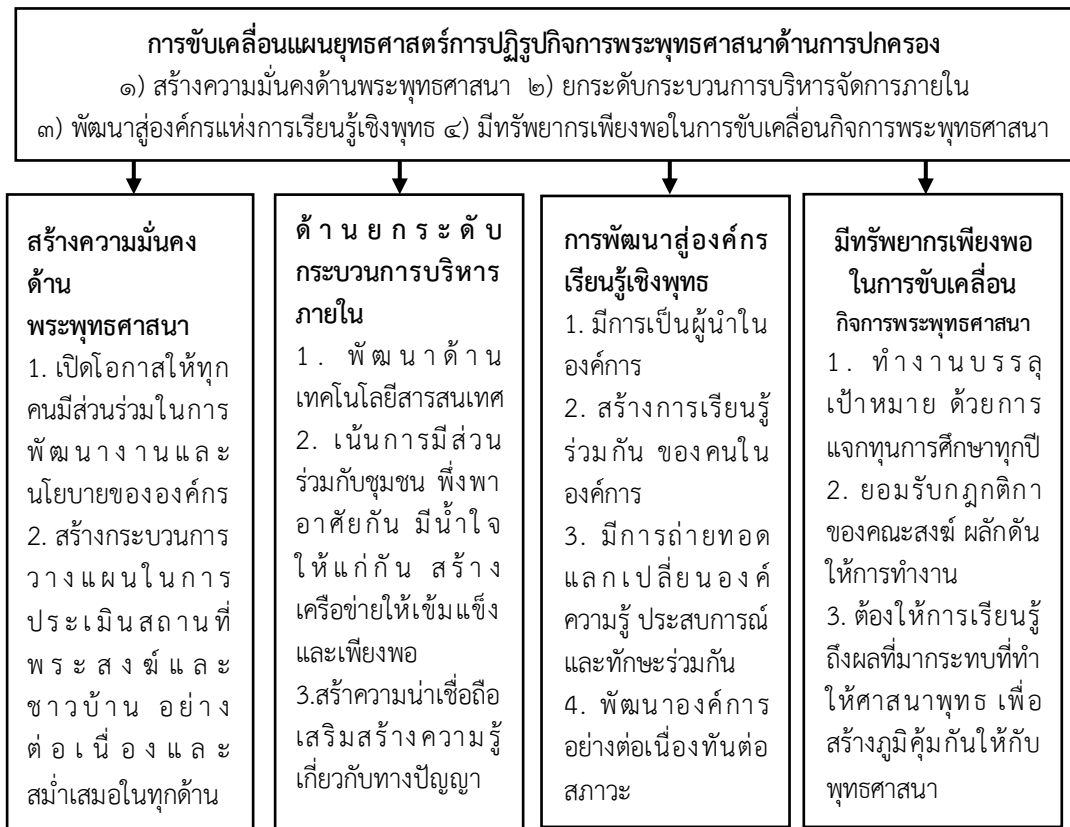 การขับเคลื่อนแผนยุทธศาสตร์การปฏิรูปกิจการพระพุทธศาสนาด้านการปกครอง
๑) สร้างความมั่นคงด้านพระพุทธศาสนา ๒) ยกระดับกระบวนการบริหารจัดการภายใน
๓) พัฒนาสู่องค์กรแห่งการเรียนรู้เชิงพุทธ ๔) มีทรัพยากรเพียงพอในการขับเคลื่อนกิจการพระพุทธศาสนา
สร้างความมั่นคง
ด้าน
พระพุทธศาสนา
1. เปิดโอกาสให้ทุก
คนมีส่วนร่วมในการ
พัฒนางานและ
นโยบายขององค์กร
2. สร้างกระบวนการ
วางแผนในการ
ประเมินสถานที่
พระสงฆ์และ
ชาวบ้าน อย่าง
ต่อเนื่องและ
สม่ำเสมอในทุกด้าน
ด้านยกระดับ
กระบวนการบริหาร
ภายใน
1. พัฒนาด้าน
เทคโนโลยีสารสนเทศ
2. เน้นการมีส่วน
ร่วมกับชุมชน พึ่งพา
อาศัยกัน มีน้ำใจ
ให้แก่กัน สร้าง
เครือข่ายให้เข้มแข็ง
และเพียงพอ
3.สร้าความน่าเชื่อถือ
เสริมสร้างความรู้
เกี่ยวกับทางปัญญา
การพัฒนาสู่องค์กร
เรียนรู้เชิงพุทธ
1. มีการเป็นผู้นำใน
องค์การ
2. สร้างการเรียนรู้
ร่วมกัน ของคนใน
องค์การ
3. มีการถ่ายทอด
แลกเปลี่ยนองค์
ความรู้ ประสบการณ์
และทักษะร่วมกัน
4. พัฒนาองค์การ
อย่างต่อเนื่องทันต่อ
สภาวะ
มีทรัพยากรเพียงพอ
ในการขับเคลื่อน
กิจการพระพุทธศาสนา
1. ทำงานบรรลุ
เป้าหมาย ด้วยการ
แจกทุนการศึกษาทุกปี
2. ยอมรับกฎกติกา
ของคณะสงฆ์ ผลักดัน
ให้การทำงาน
3. ต้องให้การเรียนรู้
ถึงผลที่มากระทบที่ทำ
ให้ศาสนาพุทธ เพื่อ
สร้างภูมิคุ้มกันให้กับ
พุทธศาสนา